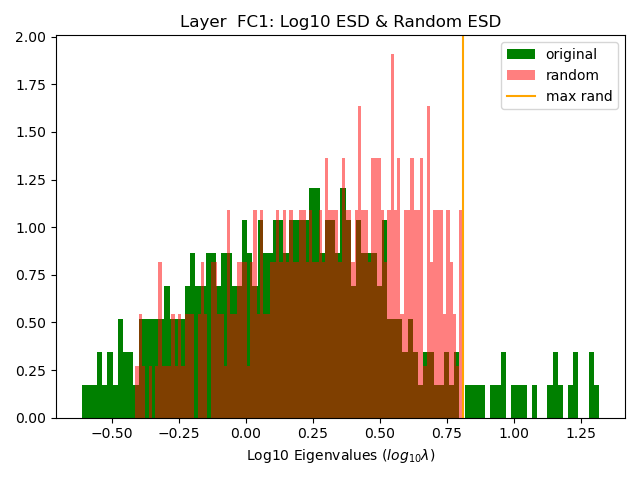 Layer  FC1: Log10 ESD & Random ESD
2.00
1.75
1.50
1.25
1.00
0.75
0.50
0.25
0.00
original
random
max rand
−0.50 −0.25 0.00 0.25 0.50 0.75 1.00 1.25
Log10 Eigenvalues (log₁₀λ)